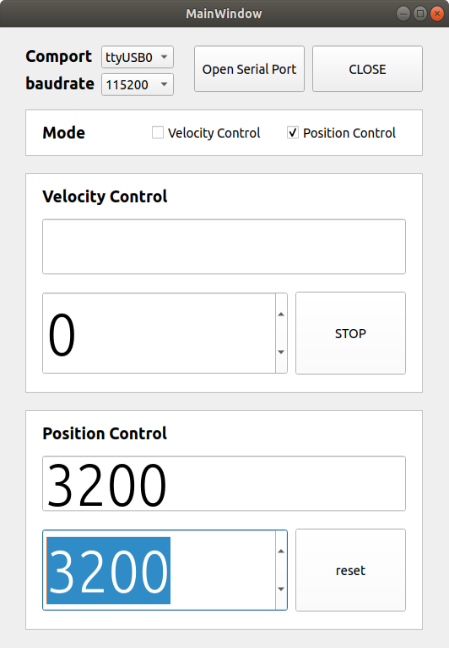 MainWindow
Comport ttyUSB0 Open Serial Port CLOSE
baudrate 115200
Mode Velocity Control Position Control
Velocity Control
0 STOP
Position Control
3200
3200 reset